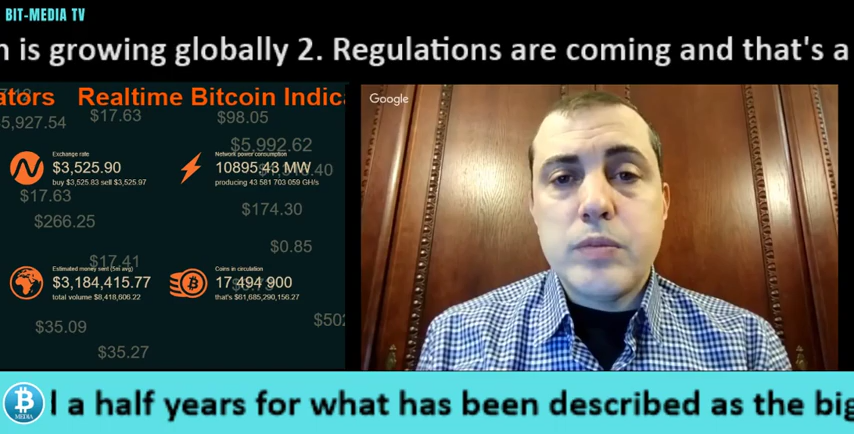 BIT-MEDIA TV
n is growing globally 2. Regulations are coming and that's a
ators Realtime Bitcoin Indica
5,927.54
$17.63
$98.05
$5,992.62
Exchange rate
$3,525.90
buy $3,525.83 sell $3,525.97
Network power consumption
10895.43 MW
producing 43 581 703 059 GH/s
$17.63
$266.25
$174.30
$0.85
$17.41
Estimated money sent (5m avg)
$3,184,415.77
total volume $8,418,606.22
Coins in circulation
17 494 900
that's $61,685,290,156.27
$35.09
$502
$35.27
Google
B
MEDIA
l a half years for what has been described as the big